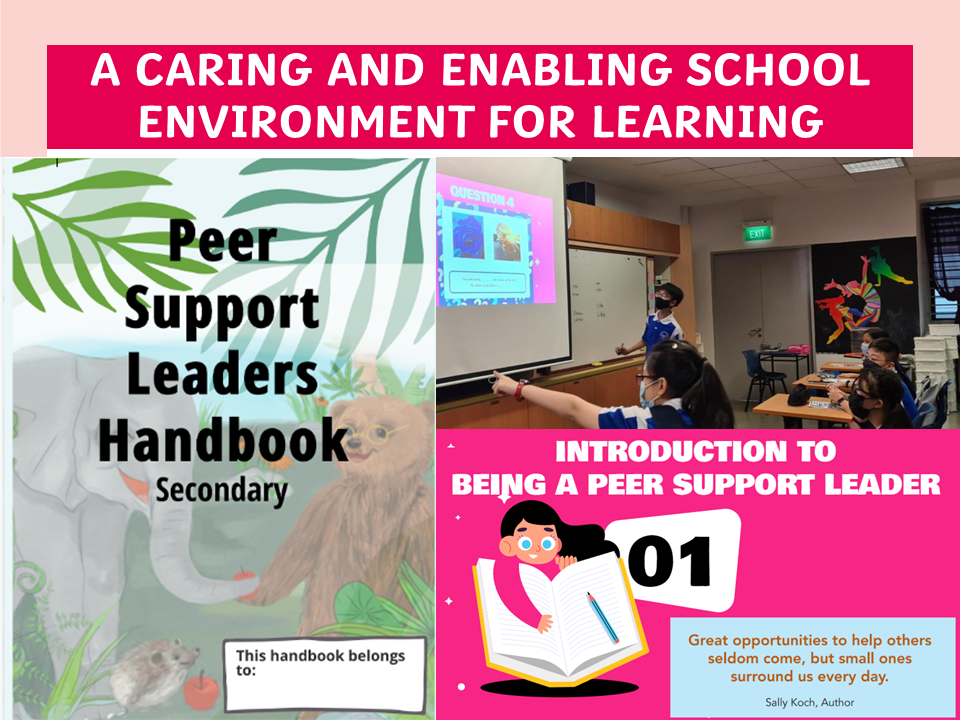 A CARING AND ENABLING SCHOOL
ENVIRONMENT FOR LEARNING
Peer
Support
Leaders
Handbook
Secondary
This handbook belongs
to:
QUESTION 4
EXIT
INTRODUCTION TO
BEING A PEER SUPPORT LEADER
01
Great opportunities to help others
seldom come, but small ones
surround us every day.
Sally Koch, Author